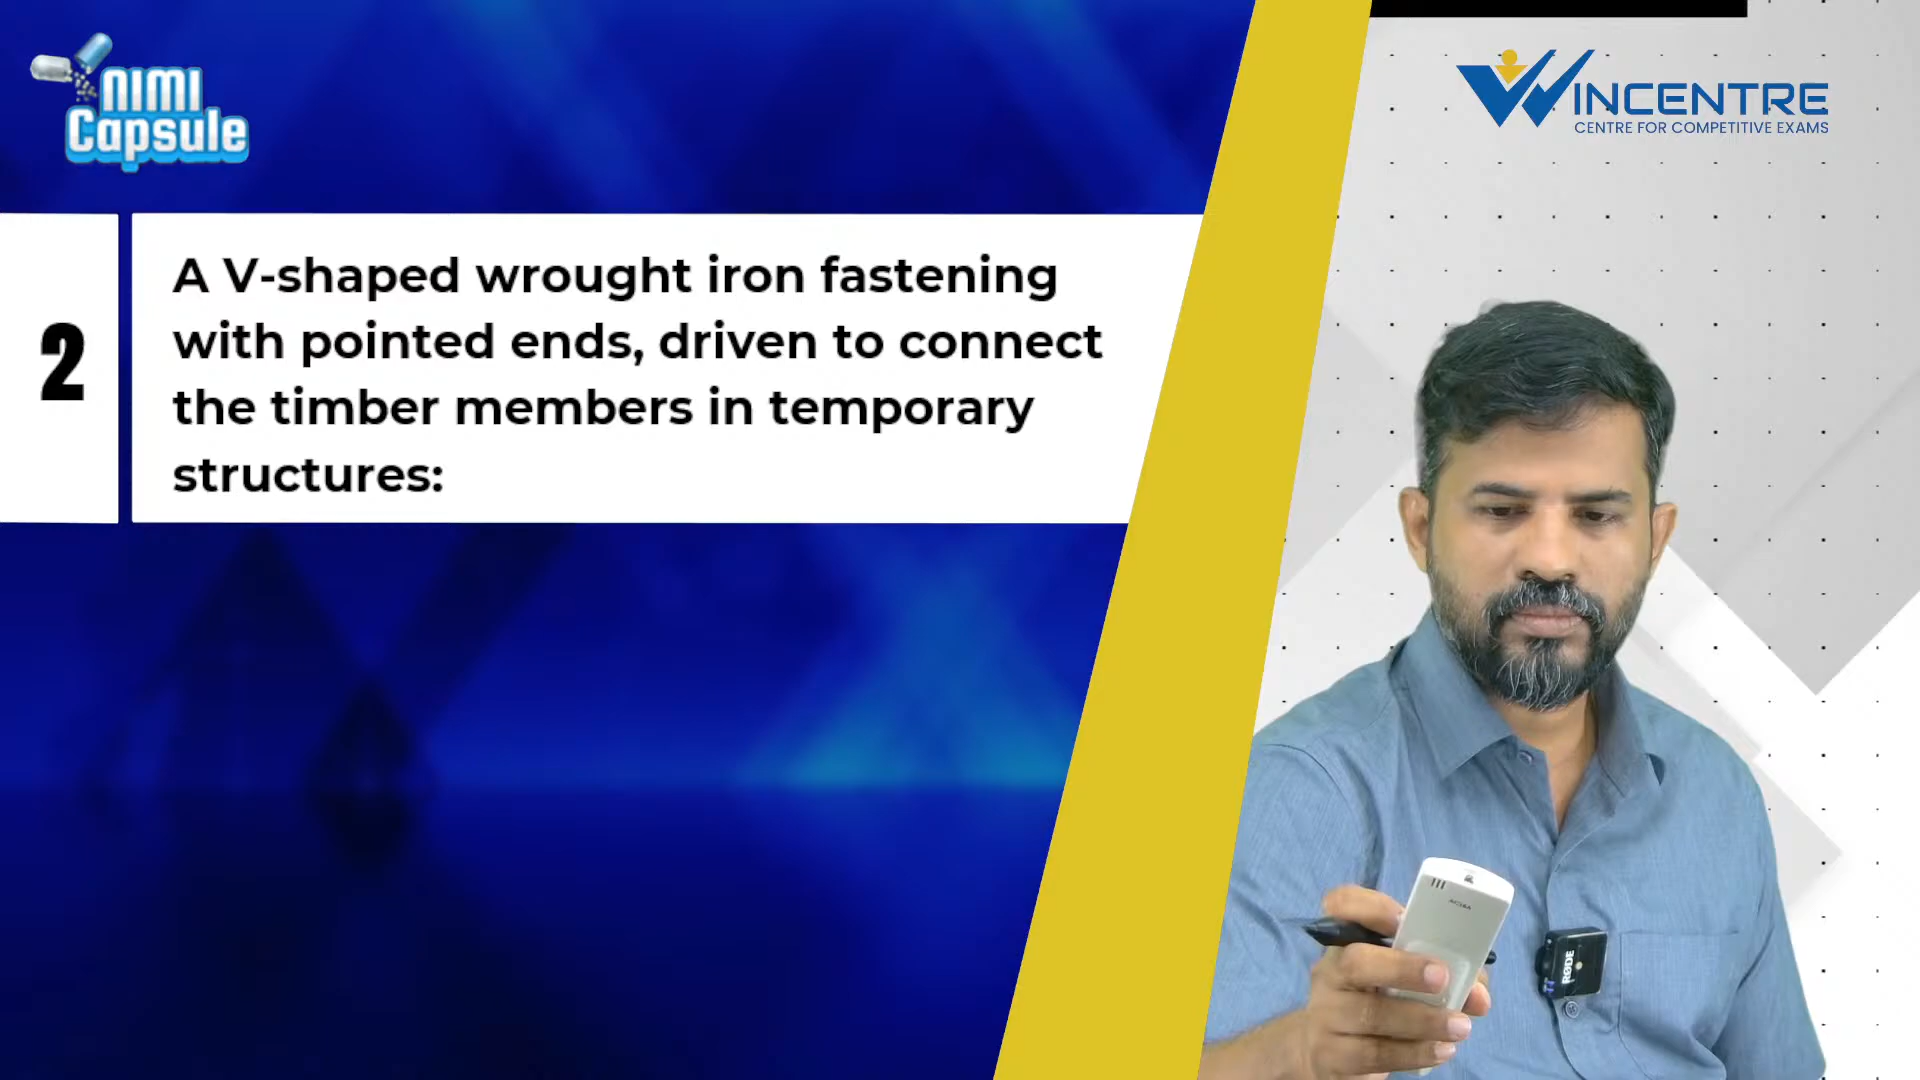 NIMI
Capsule
WINCENTRE
CENTRE FOR COMPETITIVE EXAMS
2
A V-shaped wrought iron fastening
with pointed ends, driven to connect
the timber members in temporary
structures:
RØDE